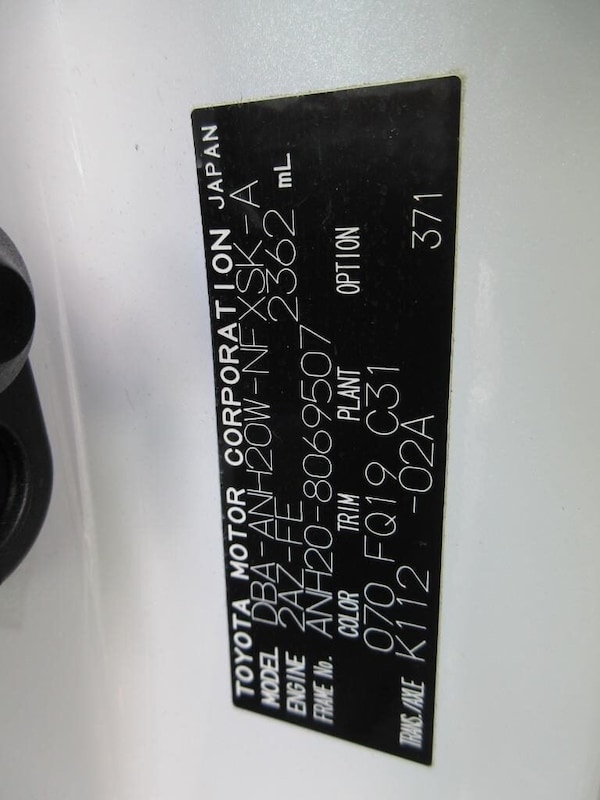 TOYOTA MOTOR CORPORATION JAPAN
MODEL DBA-ANH20W-NFXSK-A
ENGINE 2AZ-FE 2362 mL
FRAME No. ANH20-8069507
COLOR TRIM PLANT OPTION
070 FQ19 C31
TRANS./AXLE K112 -02A 371